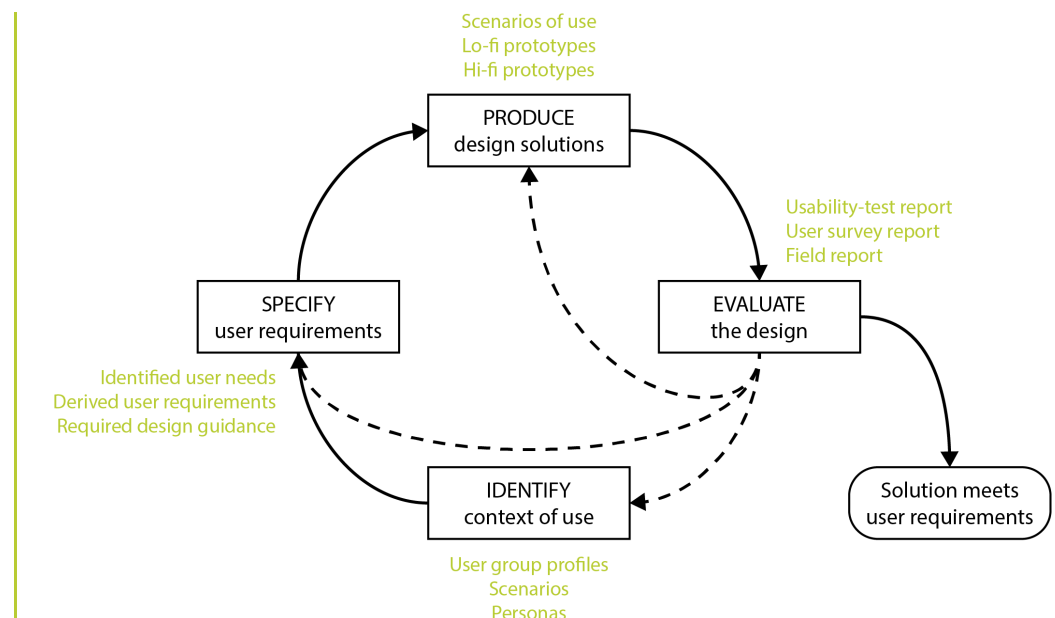 Scenarios of use
Lo-fi prototypes
Hi-fi prototypes
PRODUCE
design solutions
Usability-test report
User survey report
Field report
SPECIFY
user requirements
EVALUATE
the design
Identified user needs
Derived user requirements
Required design guidance
IDENTIFY
context of use
Solution meets
user requirements
User group profiles
Scenarios
Personas